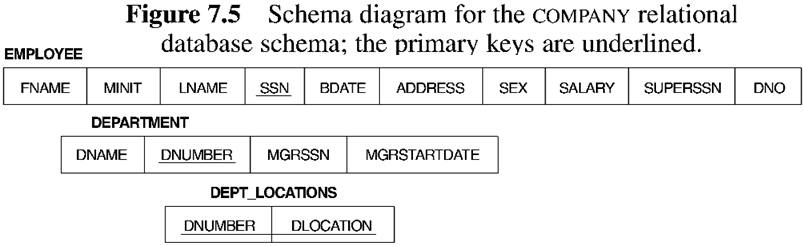 Figure 7.5 Schema diagram for the COMPANY relational
database schema; the primary keys are underlined.
EMPLOYEE
FNAME MINIT LNAME SSN BDATE ADDRESS SEX SALARY SUPERSSN DNO
DEPARTMENT
DNAME DNUMBER MGRSSN MGRSTARTDATE
DEPT_LOCATIONS
DNUMBER DLOCATION